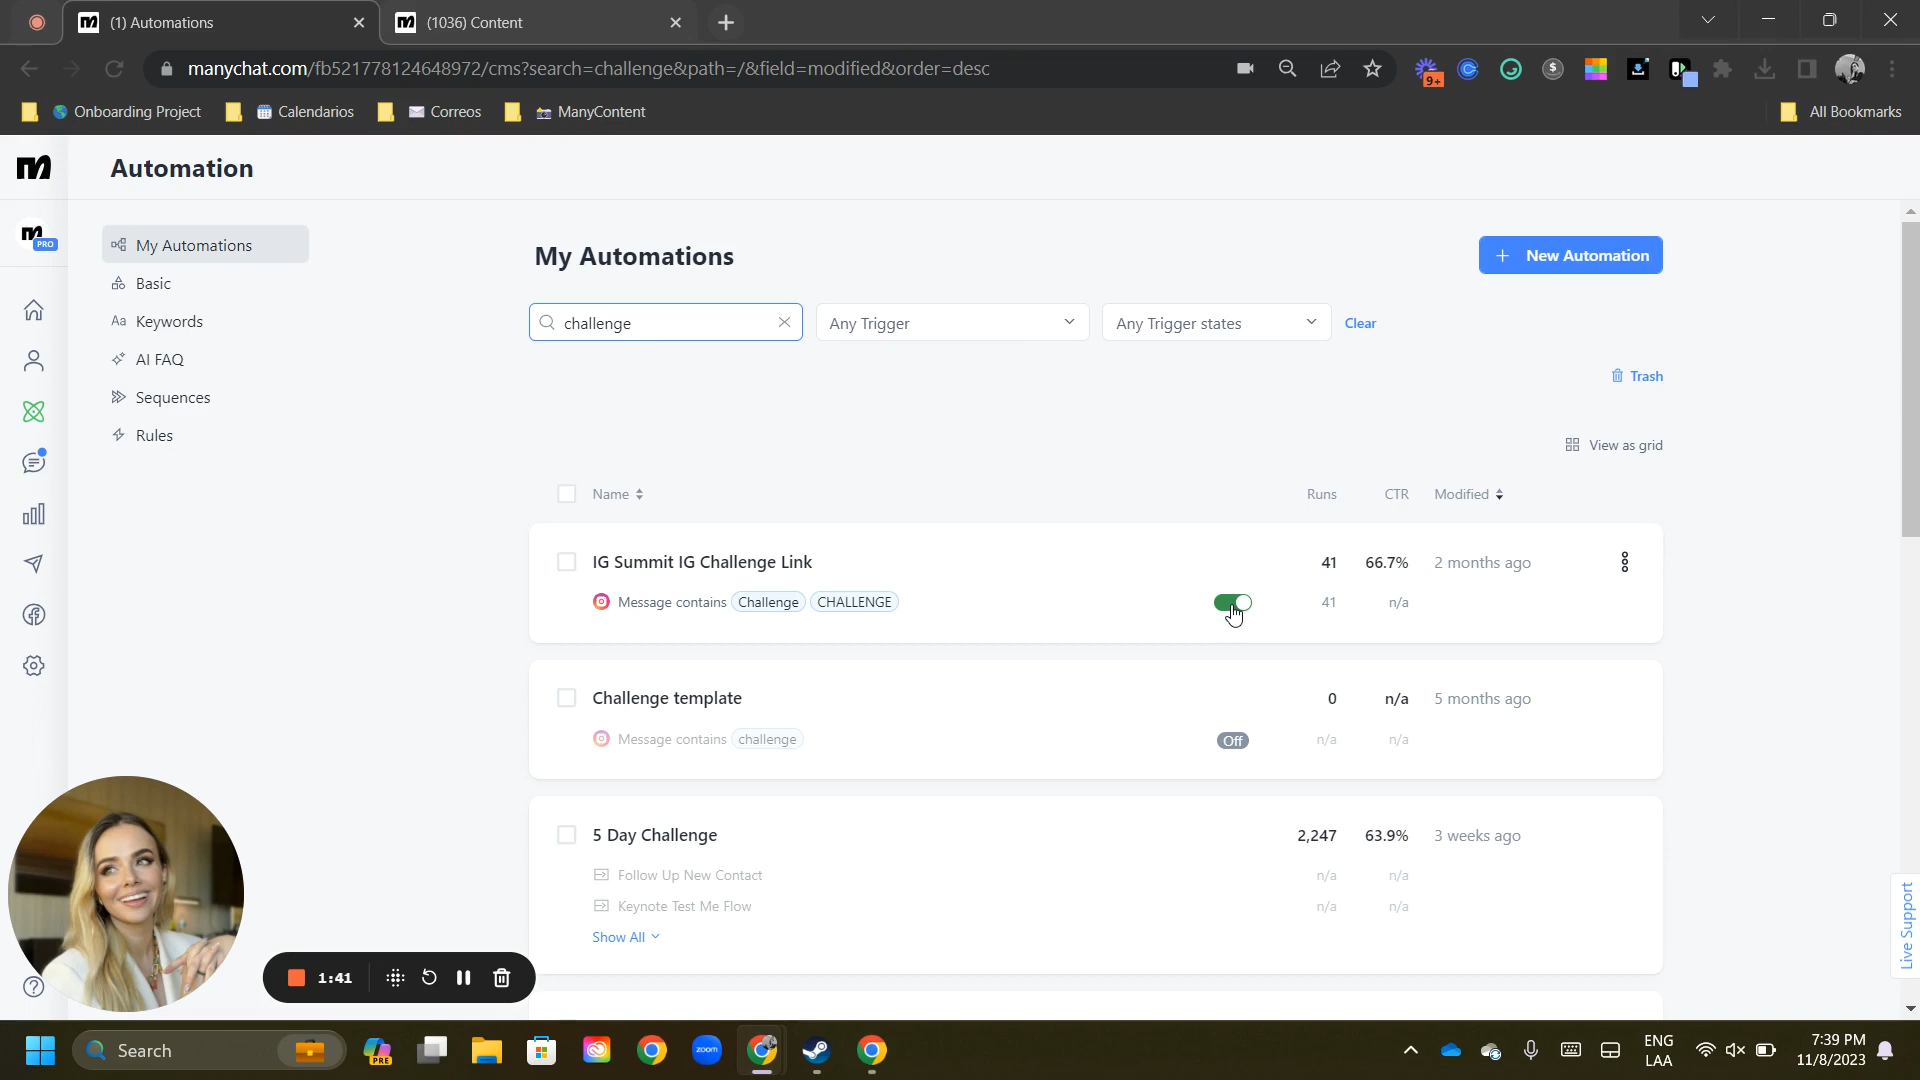 (1) Automations
(1036) Content
manychat.com/fb521778124648972/cms?search=challenge&path=/&field=modified&order=desc
9+
Onboarding Project
Calendarios
Correos
ManyContent
All Bookmarks
Automation
PRO
My Automations
Basic
Aa Keywords
AI FAQ
Sequences
Rules
My Automations
+ New Automation
challenge
Any Trigger
Any Trigger states
Clear
Trash
View as grid
Name
Runs
CTR
Modified
IG Summit IG Challenge Link
41
66.7%
2 months ago
Message contains Challenge CHALLENGE
41
n/a
Challenge template
0
n/a
5 months ago
Message contains challenge
Off
n/a
n/a
5 Day Challenge
2,247
63.9%
3 weeks ago
Follow Up New Contact
n/a
n/a
Keynote Test Me Flow
n/a
n/a
Show All
Live Support
1:41
Search
PRE
zoom
ENG
LAA
7:39 PM
11/8/2023